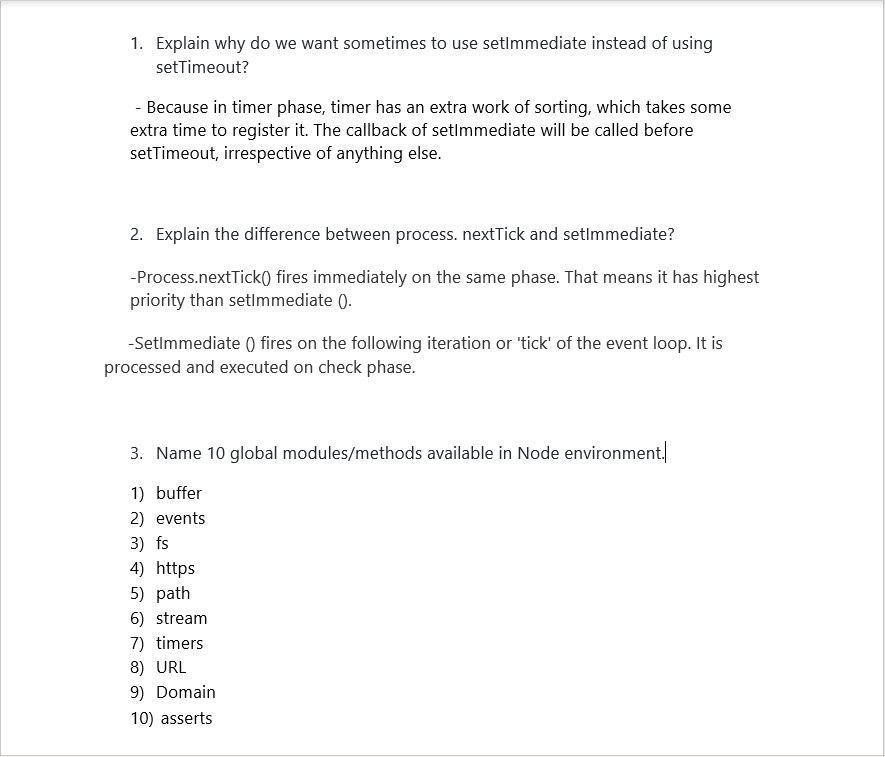 1. Explain why do we want sometimes to use setImmediate instead of using
setTimeout?
- Because in timer phase, timer has an extra work of sorting, which takes some
extra time to register it. The callback of setImmediate will be called before
setTimeout, irrespective of anything else.
2. Explain the difference between process. nextTick and setImmediate?
-Process.nextTick() fires immediately on the same phase. That means it has highest
priority than setImmediate ().
-SetImmediate () fires on the following iteration or 'tick' of the event loop. It is
processed and executed on check phase.
3. Name 10 global modules/methods available in Node environment.
1) buffer
2) events
3) fs
4) https
5) path
6) stream
7) timers
8) URL
9) Domain
10) asserts